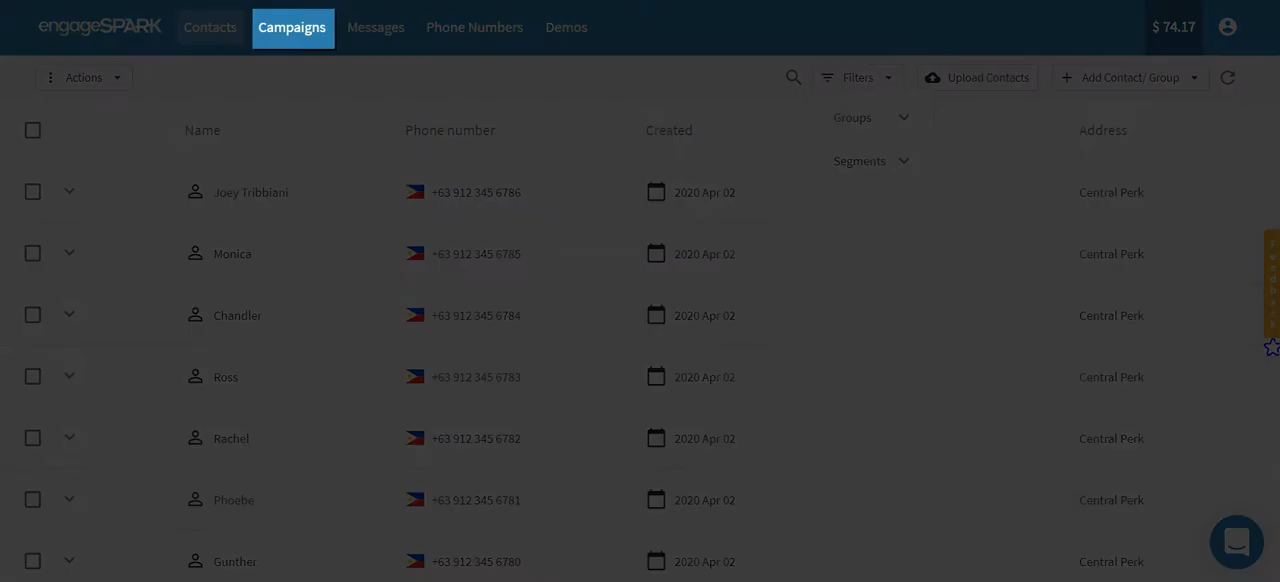 engageSPARK Contacts Campaigns Messages Phone Numbers Demos $ 74.17
Actions Filters Upload Contacts Add Contact/ Group
Groups
Segments
Name Phone number Created Address
Joey Tribbiani +63 912 345 6786 2020 Apr 02 Central Perk
Monica +63 912 345 6785 2020 Apr 02 Central Perk
Chandler +63 912 345 6784 2020 Apr 02 Central Perk
Ross +63 912 345 6783 2020 Apr 02 Central Perk
Rachel +63 912 345 6782 2020 Apr 02 Central Perk
Phoebe +63 912 345 6781 2020 Apr 02 Central Perk
Gunther +63 912 345 6780 2020 Apr 02 Central Perk